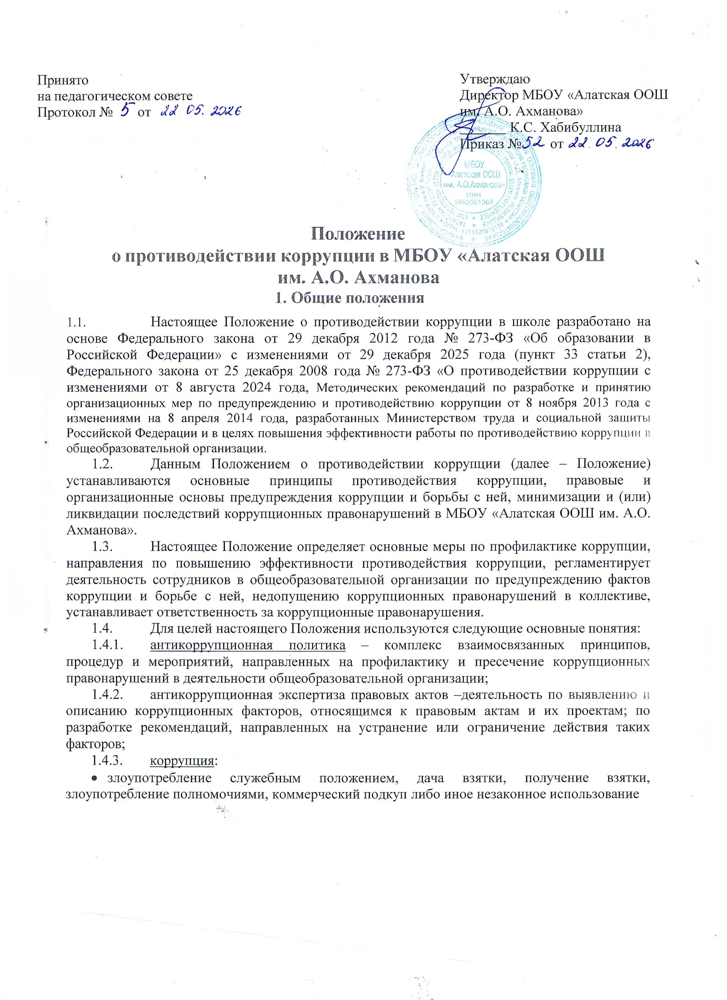 Принято
на педагогическом совете
Протокол № 5 от 22 05. 2026
Утверждаю
Директор МБОУ «Алатская ООШ
им. А.О. Ахманова»
К.С. Хабибуллина
Приказ № 52 от 22. 05. 2026
МБОУ
«Алатская ООШ
им. А.О.Ахманова»
ИНН
1683001369
Положение
о противодействии коррупции в МБОУ «Алатская ООШ
им. А.О. Ахманова
1. Общие положения
1.1. Настоящее Положение о противодействии коррупции в школе разработано на
основе Федерального закона от 29 декабря 2012 года № 273-ФЗ «Об образовании в
Российской Федерации» с изменениями от 29 декабря 2025 года (пункт 33 статьи 2),
Федерального закона от 25 декабря 2008 года № 273-ФЗ «О противодействии коррупции с
изменениями от 8 августа 2024 года, Методических рекомендаций по разработке и принятию
организационных мер по предупреждению и противодействию коррупции от 8 ноября 2013 года с
изменениями на 8 апреля 2014 года, разработанных Министерством труда и социальной защиты
Российской Федерации и в целях повышения эффективности работы по противодействию коррупции в
общеобразовательной организации.
1.2. Данным Положением о противодействии коррупции (далее – Положение)
устанавливаются основные принципы противодействия коррупции, правовые и
организационные основы предупреждения коррупции и борьбы с ней, минимизации и (или)
ликвидации последствий коррупционных правонарушений в МБОУ «Алатская ООШ им. А.О.
Ахманова».
1.3. Настоящее Положение определяет основные меры по профилактике коррупции,
направления по повышению эффективности противодействия коррупции, регламентирует
деятельность сотрудников в общеобразовательной организации по предупреждению фактов
коррупции и борьбе с ней, недопущению коррупционных правонарушений в коллективе,
устанавливает ответственность за коррупционные правонарушения.
1.4. Для целей настоящего Положения используются следующие основные понятия:
1.4.1. антикоррупционная политика – комплекс взаимосвязанных принципов,
процедур и мероприятий, направленных на профилактику и пресечение коррупционных
правонарушений в деятельности общеобразовательной организации;
1.4.2. антикоррупционная экспертиза правовых актов –деятельность по выявлению и
описанию коррупционных факторов, относящимся к правовым актам и их проектам; по
разработке рекомендаций, направленных на устранение или ограничение действия таких
факторов;
1.4.3. коррупция:
• злоупотребление служебным положением, дача взятки, получение взятки,
злоупотребление полномочиями, коммерческий подкуп либо иное незаконное использование